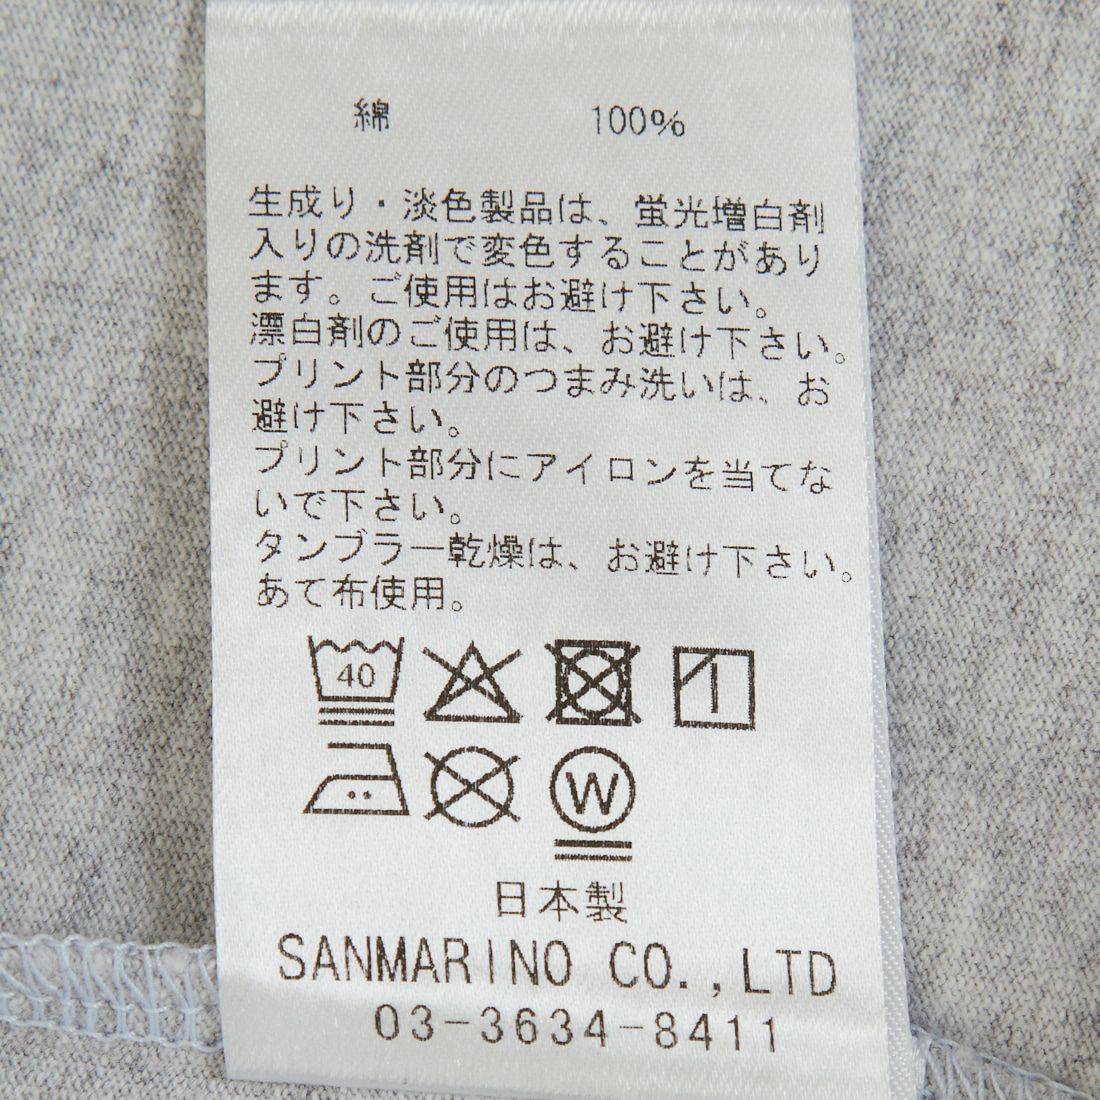 綿 100%
生成り・淡色製品は、蛍光増白剤
入りの洗剤で変色することがあり
ます。ご使用はお避け下さい。
漂白剤のご使用は、お避け下さい。
プリント部分のつまみ洗いは、お
避け下さい。
プリント部分にアイロンを当てな
いで下さい。
タンブラー乾燥は、お避け下さい。
あて布使用。
40
W
日本製
SANMARINO CO.,LTD
03-3634-8411